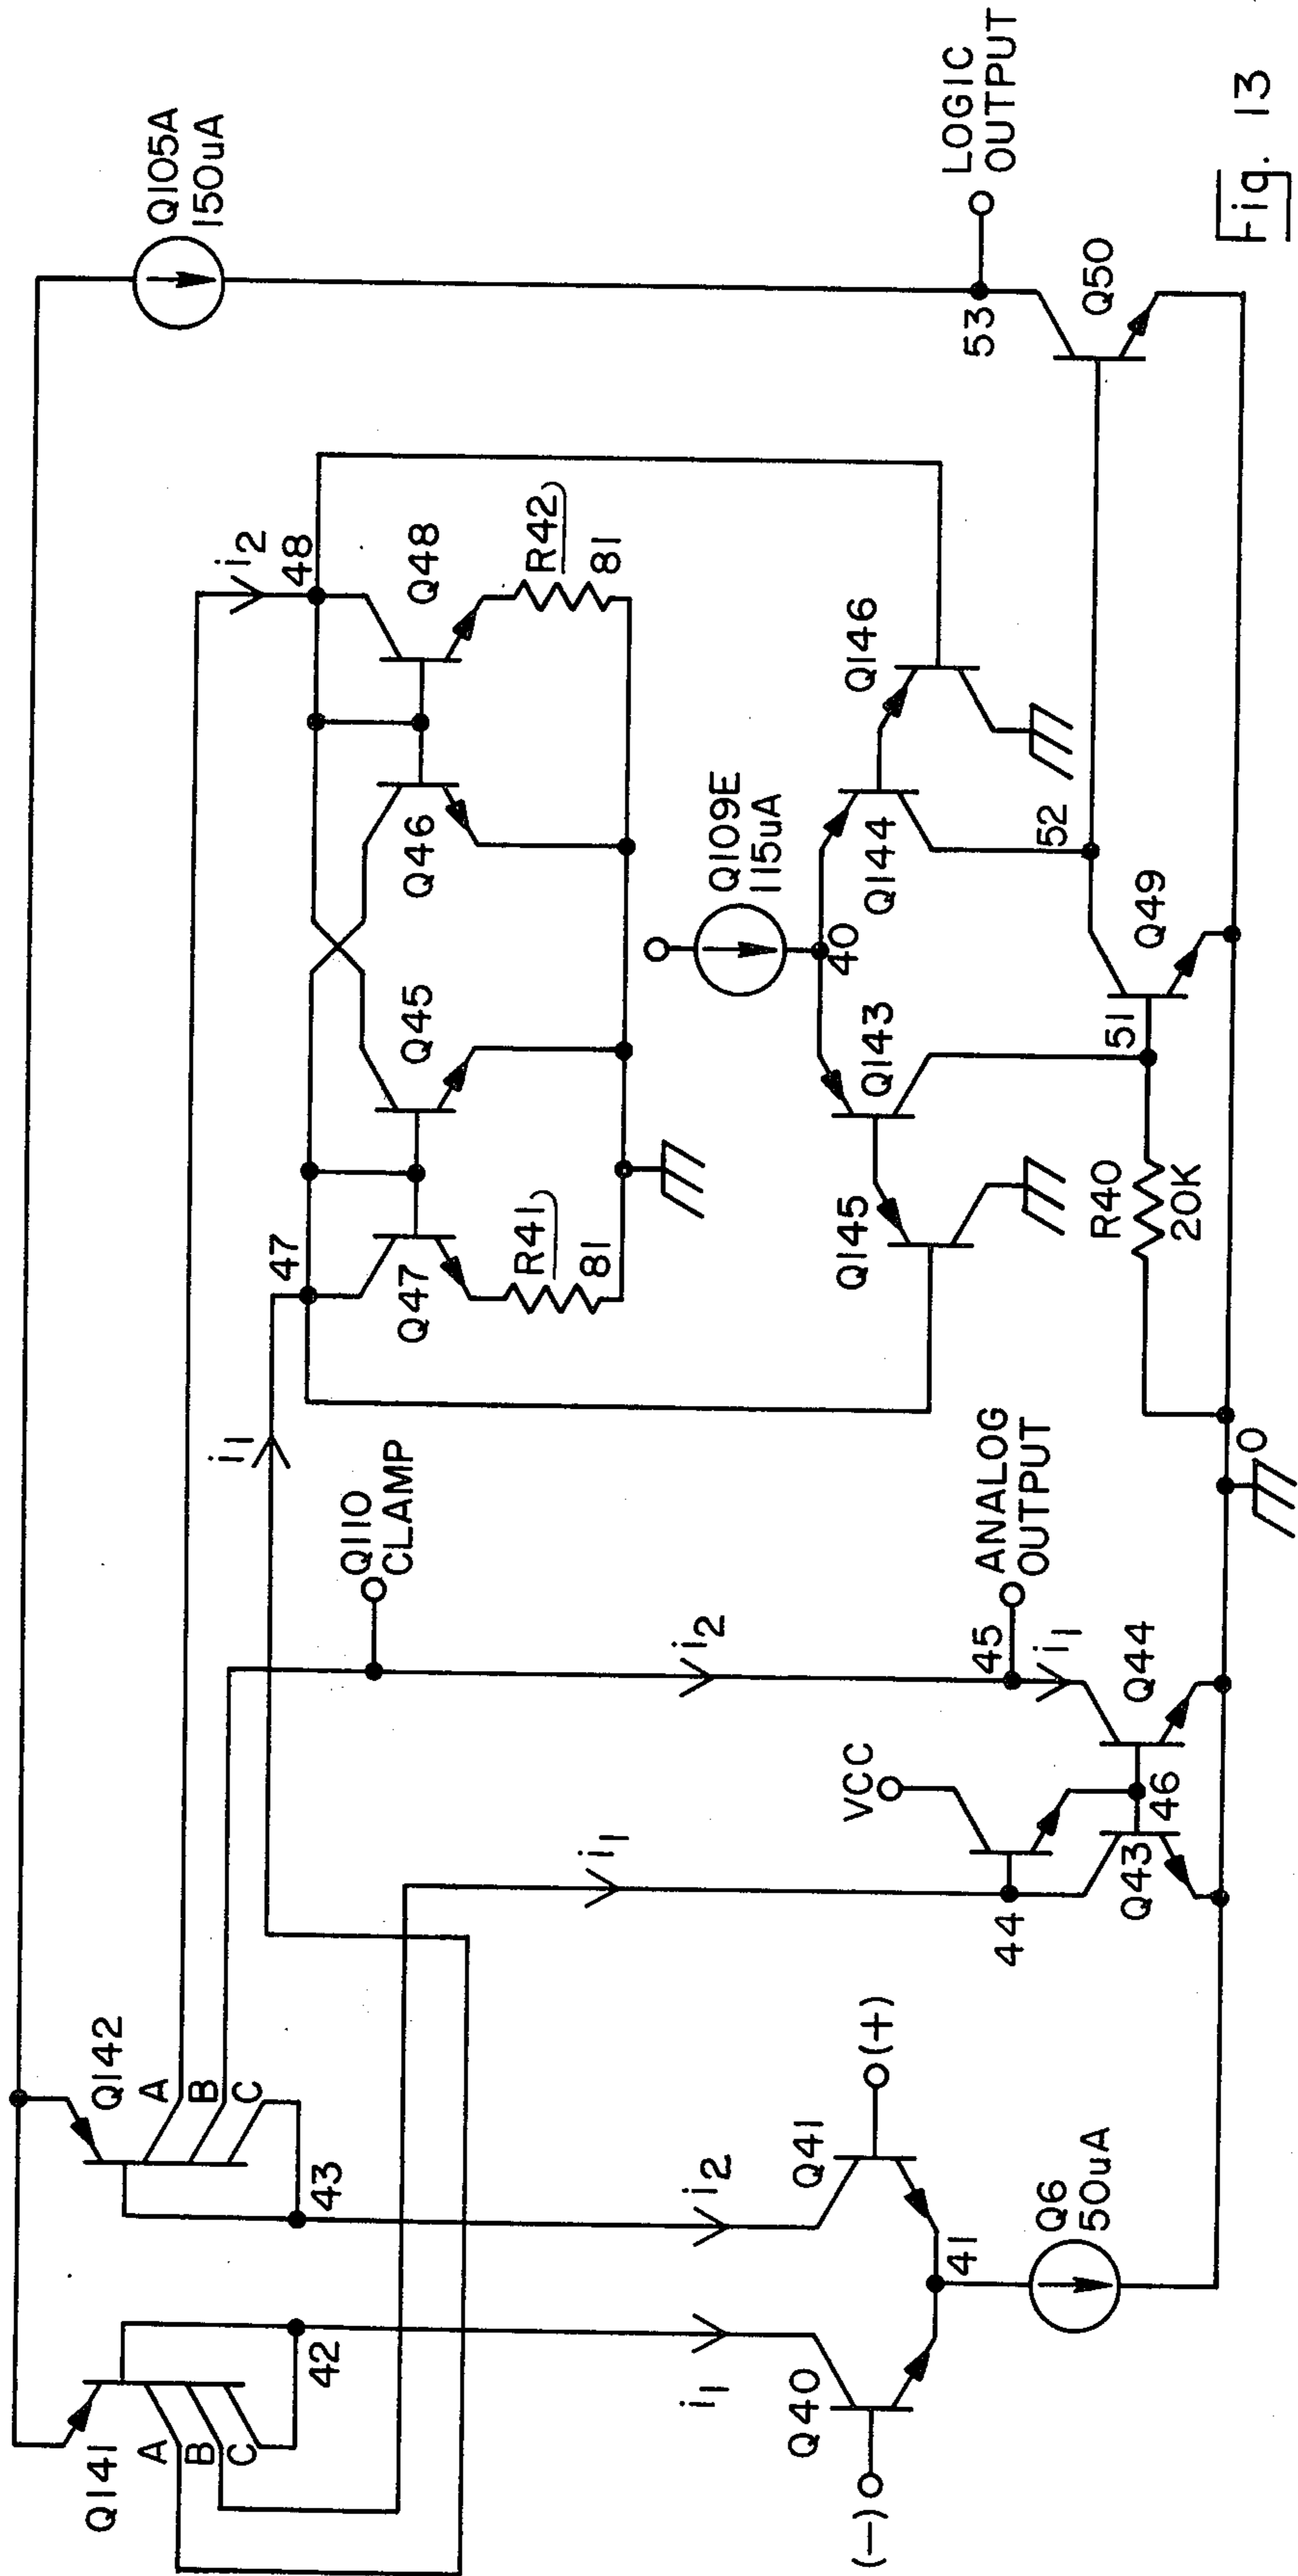 Q105A
150uA
Q142
A
B
C
43
Q141
A
B
C
42
i1
i2
48
Q48
R42
81
Q46
Q45
47
Q47
R41
81
i1
Q110
CLAMP
Q109E
115uA
40
Q146
Q144
Q143
Q145
52
51
Q49
R40
20K
LOGIC
OUTPUT
53
Q50
i2
45
ANALOG
OUTPUT
i1
Q44
VCC
i1
44
46
Q43
i2
Q41
(+)
Q40
(-)
41
Q6
50uA
0
Fig. 13